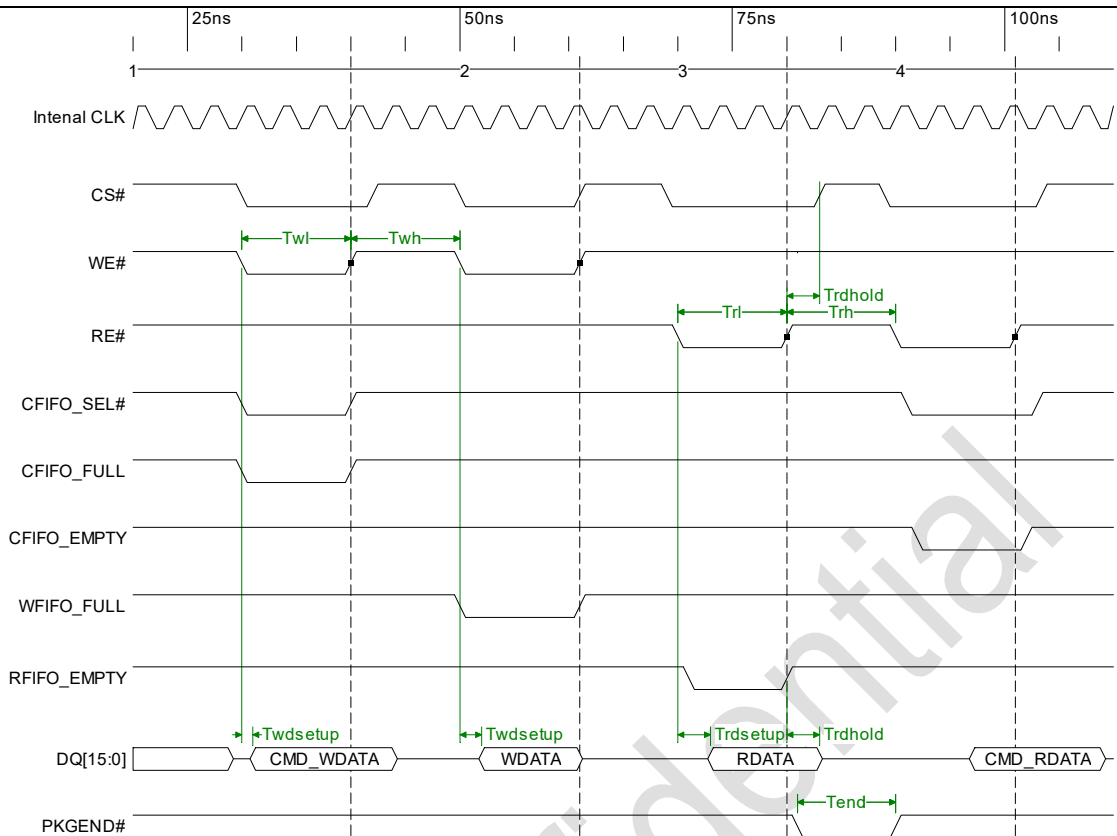 25ns 50ns 75ns 100ns
1 2 3 4
Intenal CLK
CS#
Twl Twh
WE#
Trdhold
Trl Trh
RE#
CFIFO_SEL#
CFIFO_FULL
CFIFO_EMPTY
WFIFO_FULL
RFIFO_EMPTY
Twdsetup Twdsetup Trdsetup Trdhold
DQ[15:0] CMD_WDATA WDATA RDATA CMD_RDATA
Tend
PKGEND#
fidential